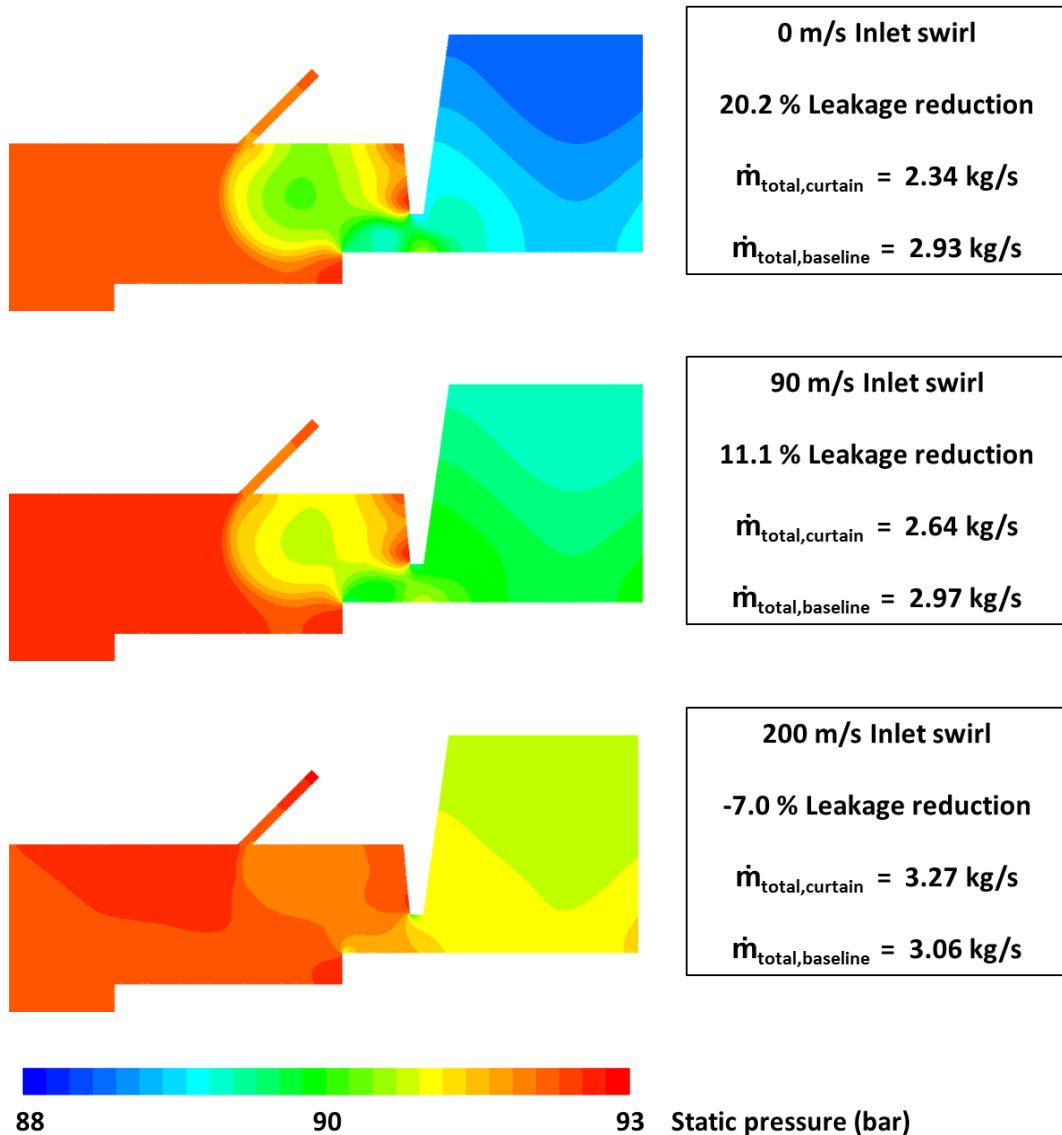 0 m/s Inlet swirl
20.2 % Leakage reduction
ṁtotal,curtain = 2.34 kg/s
ṁtotal,baseline = 2.93 kg/s
90 m/s Inlet swirl
11.1 % Leakage reduction
ṁtotal,curtain = 2.64 kg/s
ṁtotal,baseline = 2.97 kg/s
200 m/s Inlet swirl
-7.0 % Leakage reduction
ṁtotal,curtain = 3.27 kg/s
ṁtotal,baseline = 3.06 kg/s
88 90 93 Static pressure (bar)